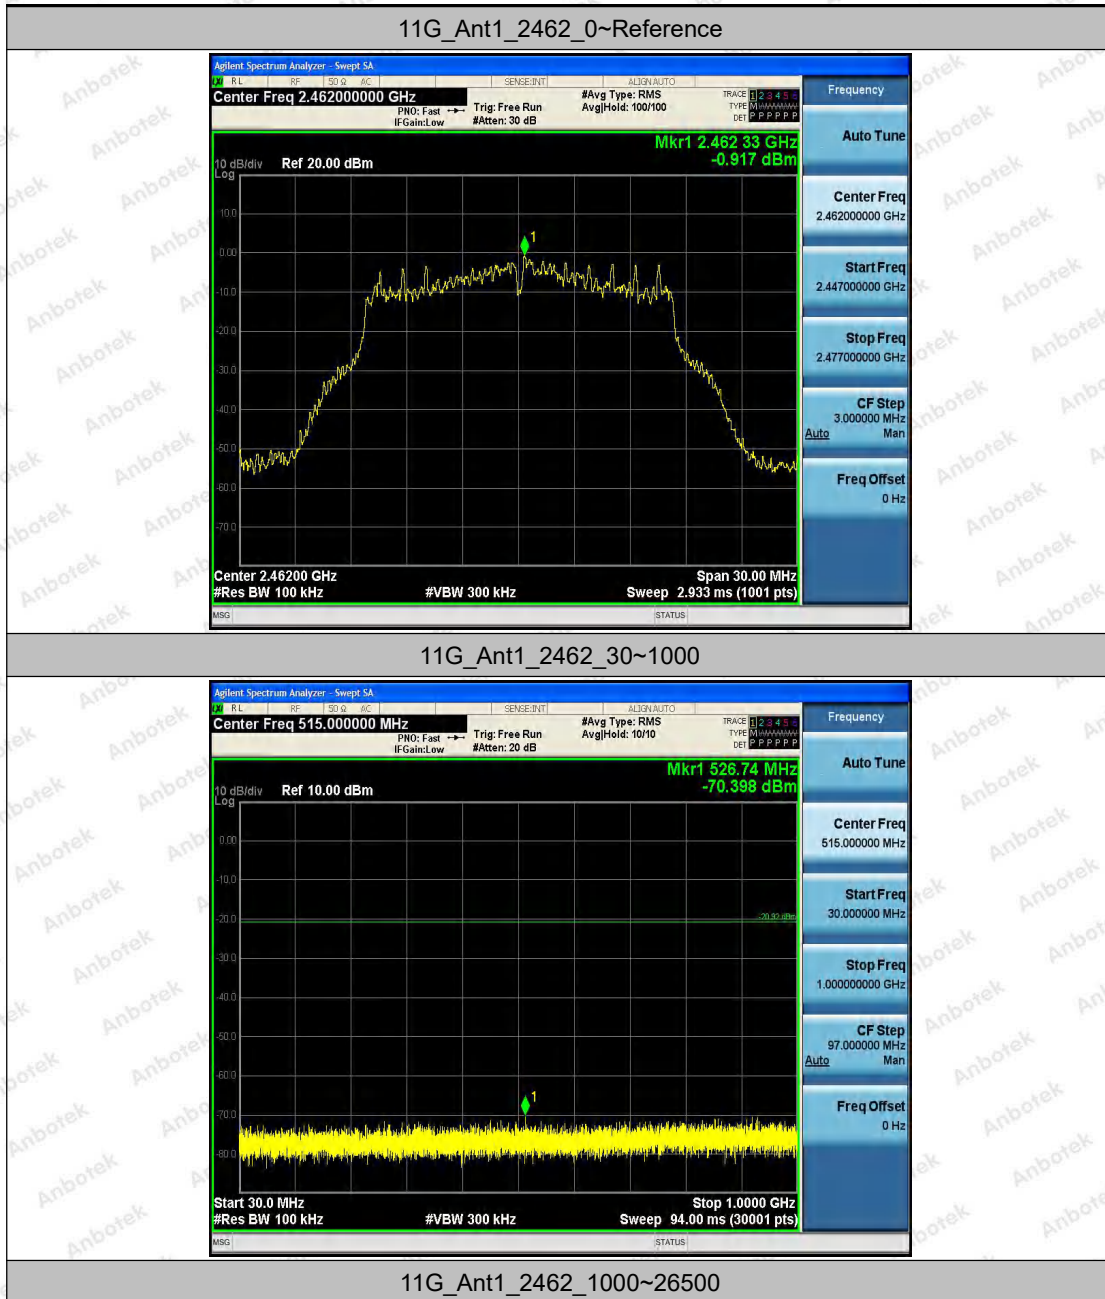 11G_Ant1_2462_0~Reference
Agilent Spectrum Analyzer - Swept SA
RL RF 50 Ω AC SENSE:INT ALIGN AUTO
Center Freq 2.462000000 GHz
PNO: Fast
IFGain:Low
Trig: Free Run
#Atten: 30 dB
#Avg Type: RMS
Avg|Hold: 100/100
TRACE 1 2 3 4 5 6
TYPE M
DET P P P P P P
Mkr1 2.462 33 GHz
-0.917 dBm
10 dB/div Ref 20.00 dBm
Log
10.0
0.00
-10.0
-20.0
-30.0
-40.0
-50.0
-60.0
-70.0
1
Center 2.46200 GHz Span 30.00 MHz
#Res BW 100 kHz #VBW 300 kHz Sweep 2.933 ms (1001 pts)
MSG STATUS
Frequency
Auto Tune
Center Freq
2.462000000 GHz
Start Freq
2.447000000 GHz
Stop Freq
2.477000000 GHz
CF Step
3.000000 MHz
Auto Man
Freq Offset
0 Hz
11G_Ant1_2462_30~1000
Agilent Spectrum Analyzer - Swept SA
RL RF 50 Ω AC SENSE:INT ALIGN AUTO
Center Freq 515.000000 MHz
PNO: Fast
IFGain:Low
Trig: Free Run
#Atten: 20 dB
#Avg Type: RMS
Avg|Hold: 10/10
TRACE 1 2 3 4 5 6
TYPE M
DET P P P P P P
Mkr1 526.74 MHz
-70.398 dBm
10 dB/div Ref 10.00 dBm
Log
0.00
-10.0
-20.0
-30.0
-40.0
-50.0
-60.0
-70.0
-80.0
-20.92 dBm
1
Start 30.0 MHz Stop 1.0000 GHz
#Res BW 100 kHz #VBW 300 kHz Sweep 94.00 ms (30001 pts)
MSG STATUS
Frequency
Auto Tune
Center Freq
515.000000 MHz
Start Freq
30.000000 MHz
Stop Freq
1.000000000 GHz
CF Step
97.000000 MHz
Auto Man
Freq Offset
0 Hz
11G_Ant1_2462_1000~26500
Anbotek